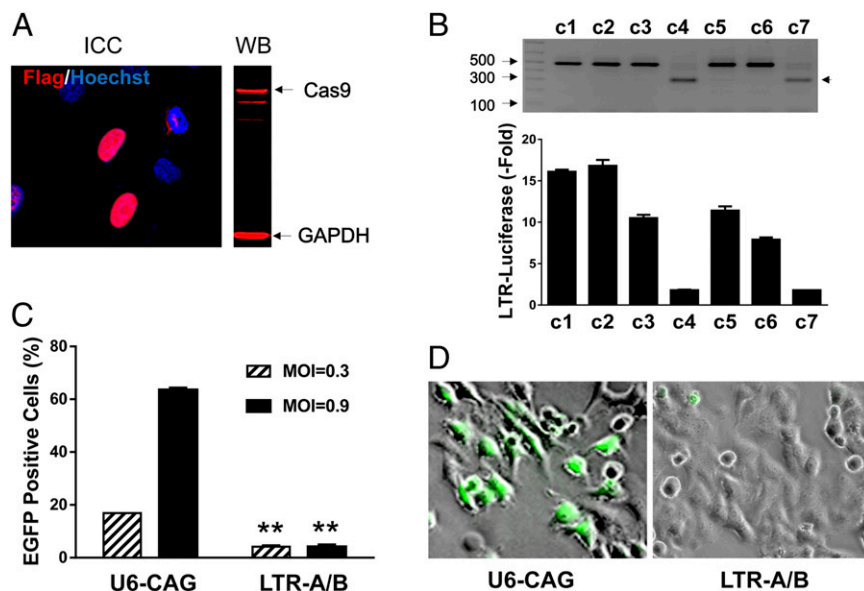 A
ICC
WB
Flag/Hoechst
Cas9
GAPDH
B
c1 c2 c3 c4 c5 c6 c7
500
300
100
LTR-Luciferase (-Fold)
20
15
10
5
0
c1 c2 c3 c4 c5 c6 c7
C
EGFP Positive Cells (%)
80
60
40
20
0
MOI=0.3
MOI=0.9
** **
U6-CAG LTR-A/B
D
U6-CAG LTR-A/B